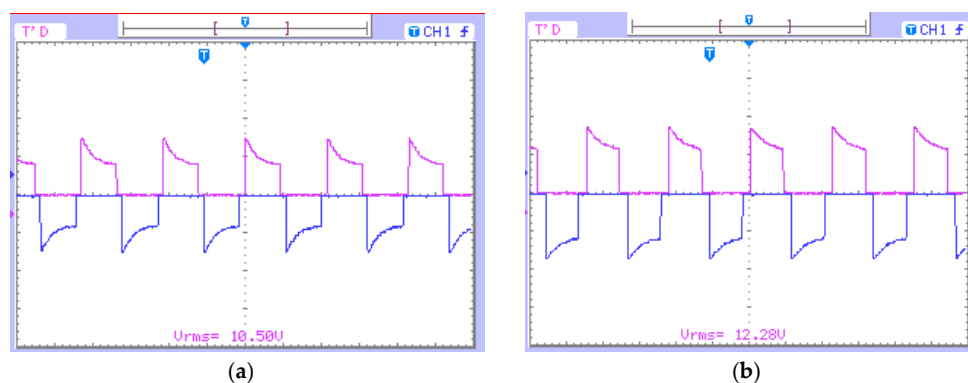 T' D
T CH1
T
T
Vrms= 10.50V
(a)
T' D
T CH1
T
T
Vrms= 12.28V
(b)